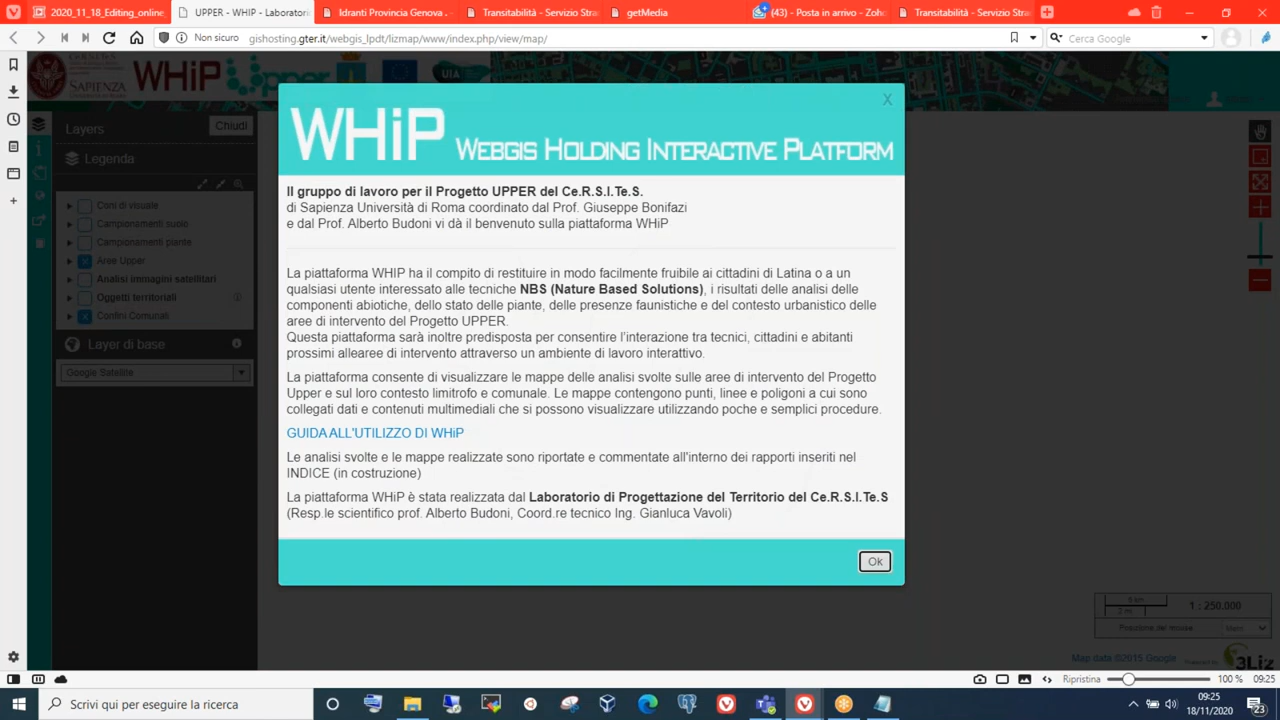 2020_11_18_Editing_online
UPPER - WHiP - Laboratori
Idranti Provincia Genova
Transitabilità - Servizio Stra
getMedia
(43) - Posta in arrivo - Zoho
Transitabilità - Servizio Stra
Non sicuro
gishosting.gter.it/webgis_lpdt/lizmap/www/index.php/view/map/
Cerca Google
SAPIENZA
WHiP
Upper
UIA
Layers
Chiudi
Legenda
Coni di visuale
Campionamenti suolo
Campionamenti piante
Aree Upper
Analisi immagini satellitari
Oggetti territoriali
Confini Comunali
Layer di base
Google Satellite
X
WHiP WEBGIS HOLDING INTERACTIVE PLATFORM
Il gruppo di lavoro per il Progetto UPPER del Ce.R.S.I.Te.S.
di Sapienza Università di Roma coordinato dal Prof. Giuseppe Bonifazi
e dal Prof. Alberto Budoni vi dà il benvenuto sulla piattaforma WHiP
La piattaforma WHIP ha il compito di restituire in modo facilmente fruibile ai cittadini di Latina o a un
qualsiasi utente interessato alle tecniche NBS (Nature Based Solutions), i risultati delle analisi delle
componenti abiotiche, dello stato delle piante, delle presenze faunistiche e del contesto urbanistico delle
aree di intervento del Progetto UPPER.
Questa piattaforma sarà inoltre predisposta per consentire l'interazione tra tecnici, cittadini e abitanti
prossimi allearee di intervento attraverso un ambiente di lavoro interattivo.
La piattaforma consente di visualizzare le mappe delle analisi svolte sulle aree di intervento del Progetto
Upper e sul loro contesto limitrofo e comunale. Le mappe contengono punti, linee e poligoni a cui sono
collegati dati e contenuti multimediali che si possono visualizzare utilizzando poche e semplici procedure.
GUIDA ALL'UTILIZZO DI WHiP
Le analisi svolte e le mappe realizzate sono riportate e commentate all'interno dei rapporti inseriti nel
INDICE (in costruzione)
La piattaforma WHiP è stata realizzata dal Laboratorio di Progettazione del Territorio del Ce.R.S.I.Te.S
(Resp.le scientifico prof. Alberto Budoni, Coord.re tecnico Ing. Gianluca Vavoli)
Ok
1 : 250.000
Metri
Map data ©2015 Google
3Liz
Ripristina
100 %
09:25
Scrivi qui per eseguire la ricerca
09:25
18/11/2020
23